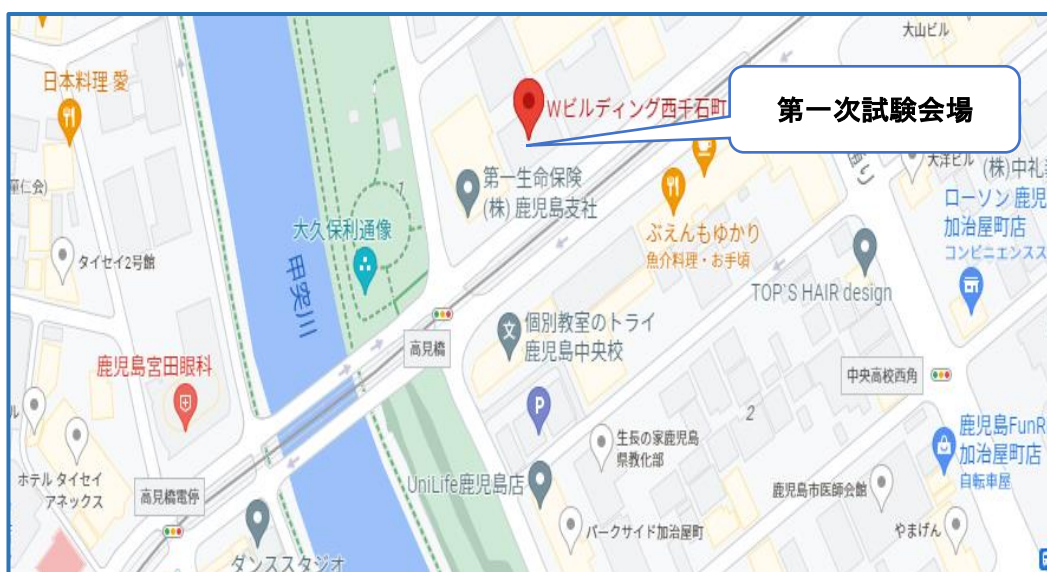 大山ビル
日本料理 愛
Wビルディング西千石町
第一次試験会場
大洋ビル
(株)中礼
第一生命保険
(株) 鹿児島支社
ローソン 鹿児
加治屋町店
コンビニエンスス
1
大久保利通像
ぶえんもゆかり
魚介料理・お手頃
タイセイ2号館
甲突川
TOP'S HAIR design
個別教室のトライ
鹿児島中央校
高見橋
鹿児島宮田眼科
中央高校西角
P
2
生長の家鹿児島
県教化部
鹿児島FunR
加治屋町店
自転車屋
ホテル タイセイ
アネックス
高見橋電停
UniLife鹿児島店
鹿児島市医師会館
パークサイド加治屋町
やまげん
ダンススタジオ